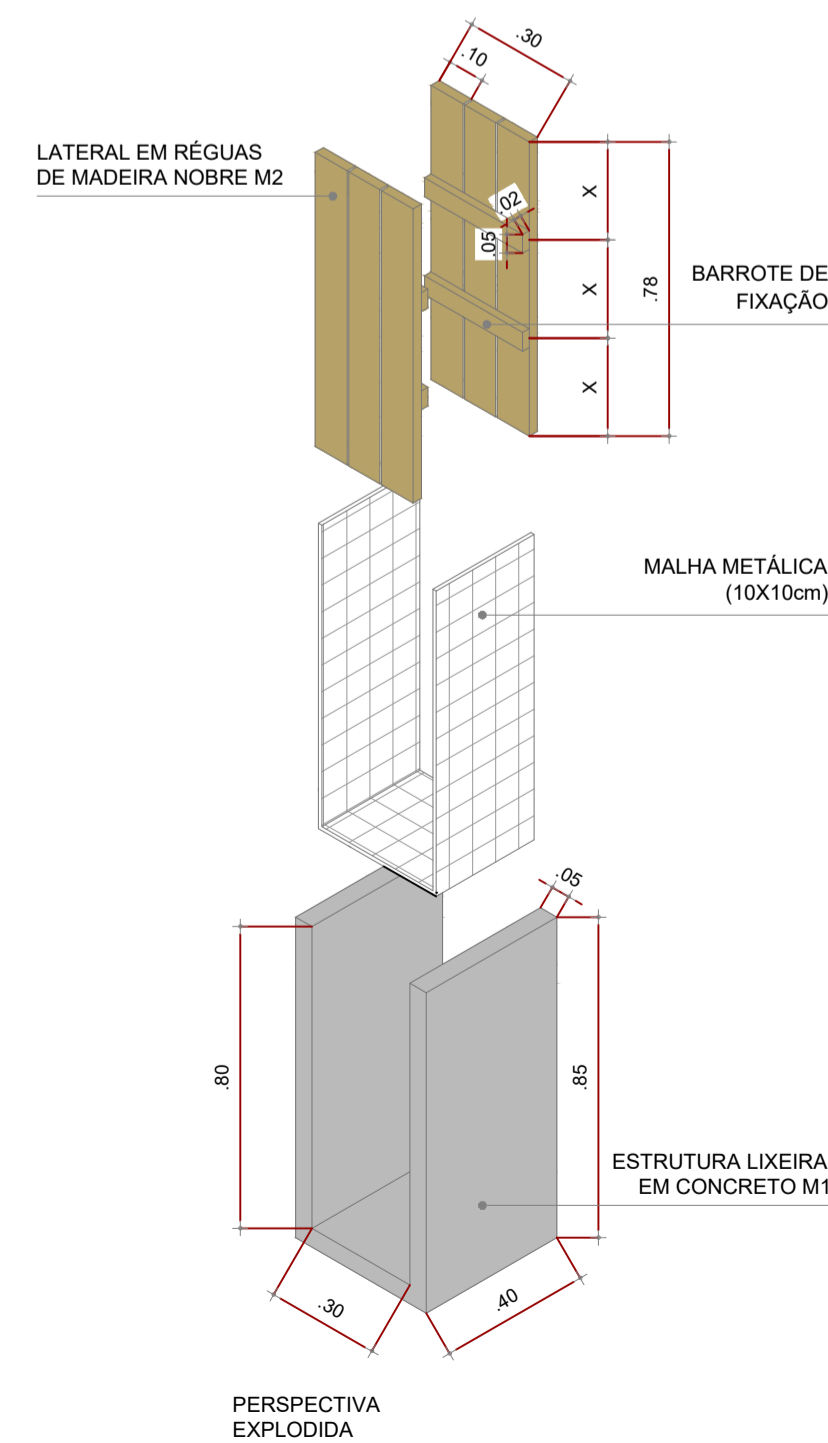 .30
.10
LATERAL EM RÉGUAS
DE MADEIRA NOBRE M2
X
.02
.05
BARROTE DE
FIXAÇÃO
X
.78
X
MALHA METÁLICA
(10X10cm)
.05
.80
.85
ESTRUTURA LIXEIRA
EM CONCRETO M1
.30
.40
PERSPECTIVA
EXPLODIDA